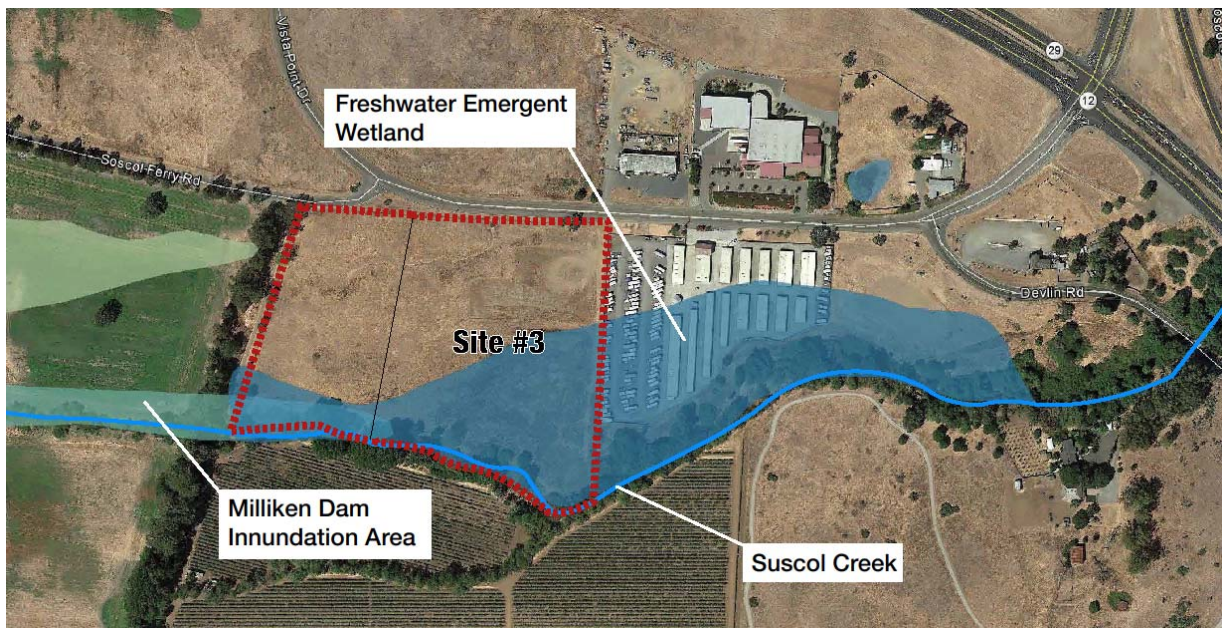 Vista Point Dr
29
12
Freshwater Emergent
Wetland
Soscol Ferry Rd
Site #3
Devlin Rd
Milliken Dam
Innundation Area
Suscol Creek